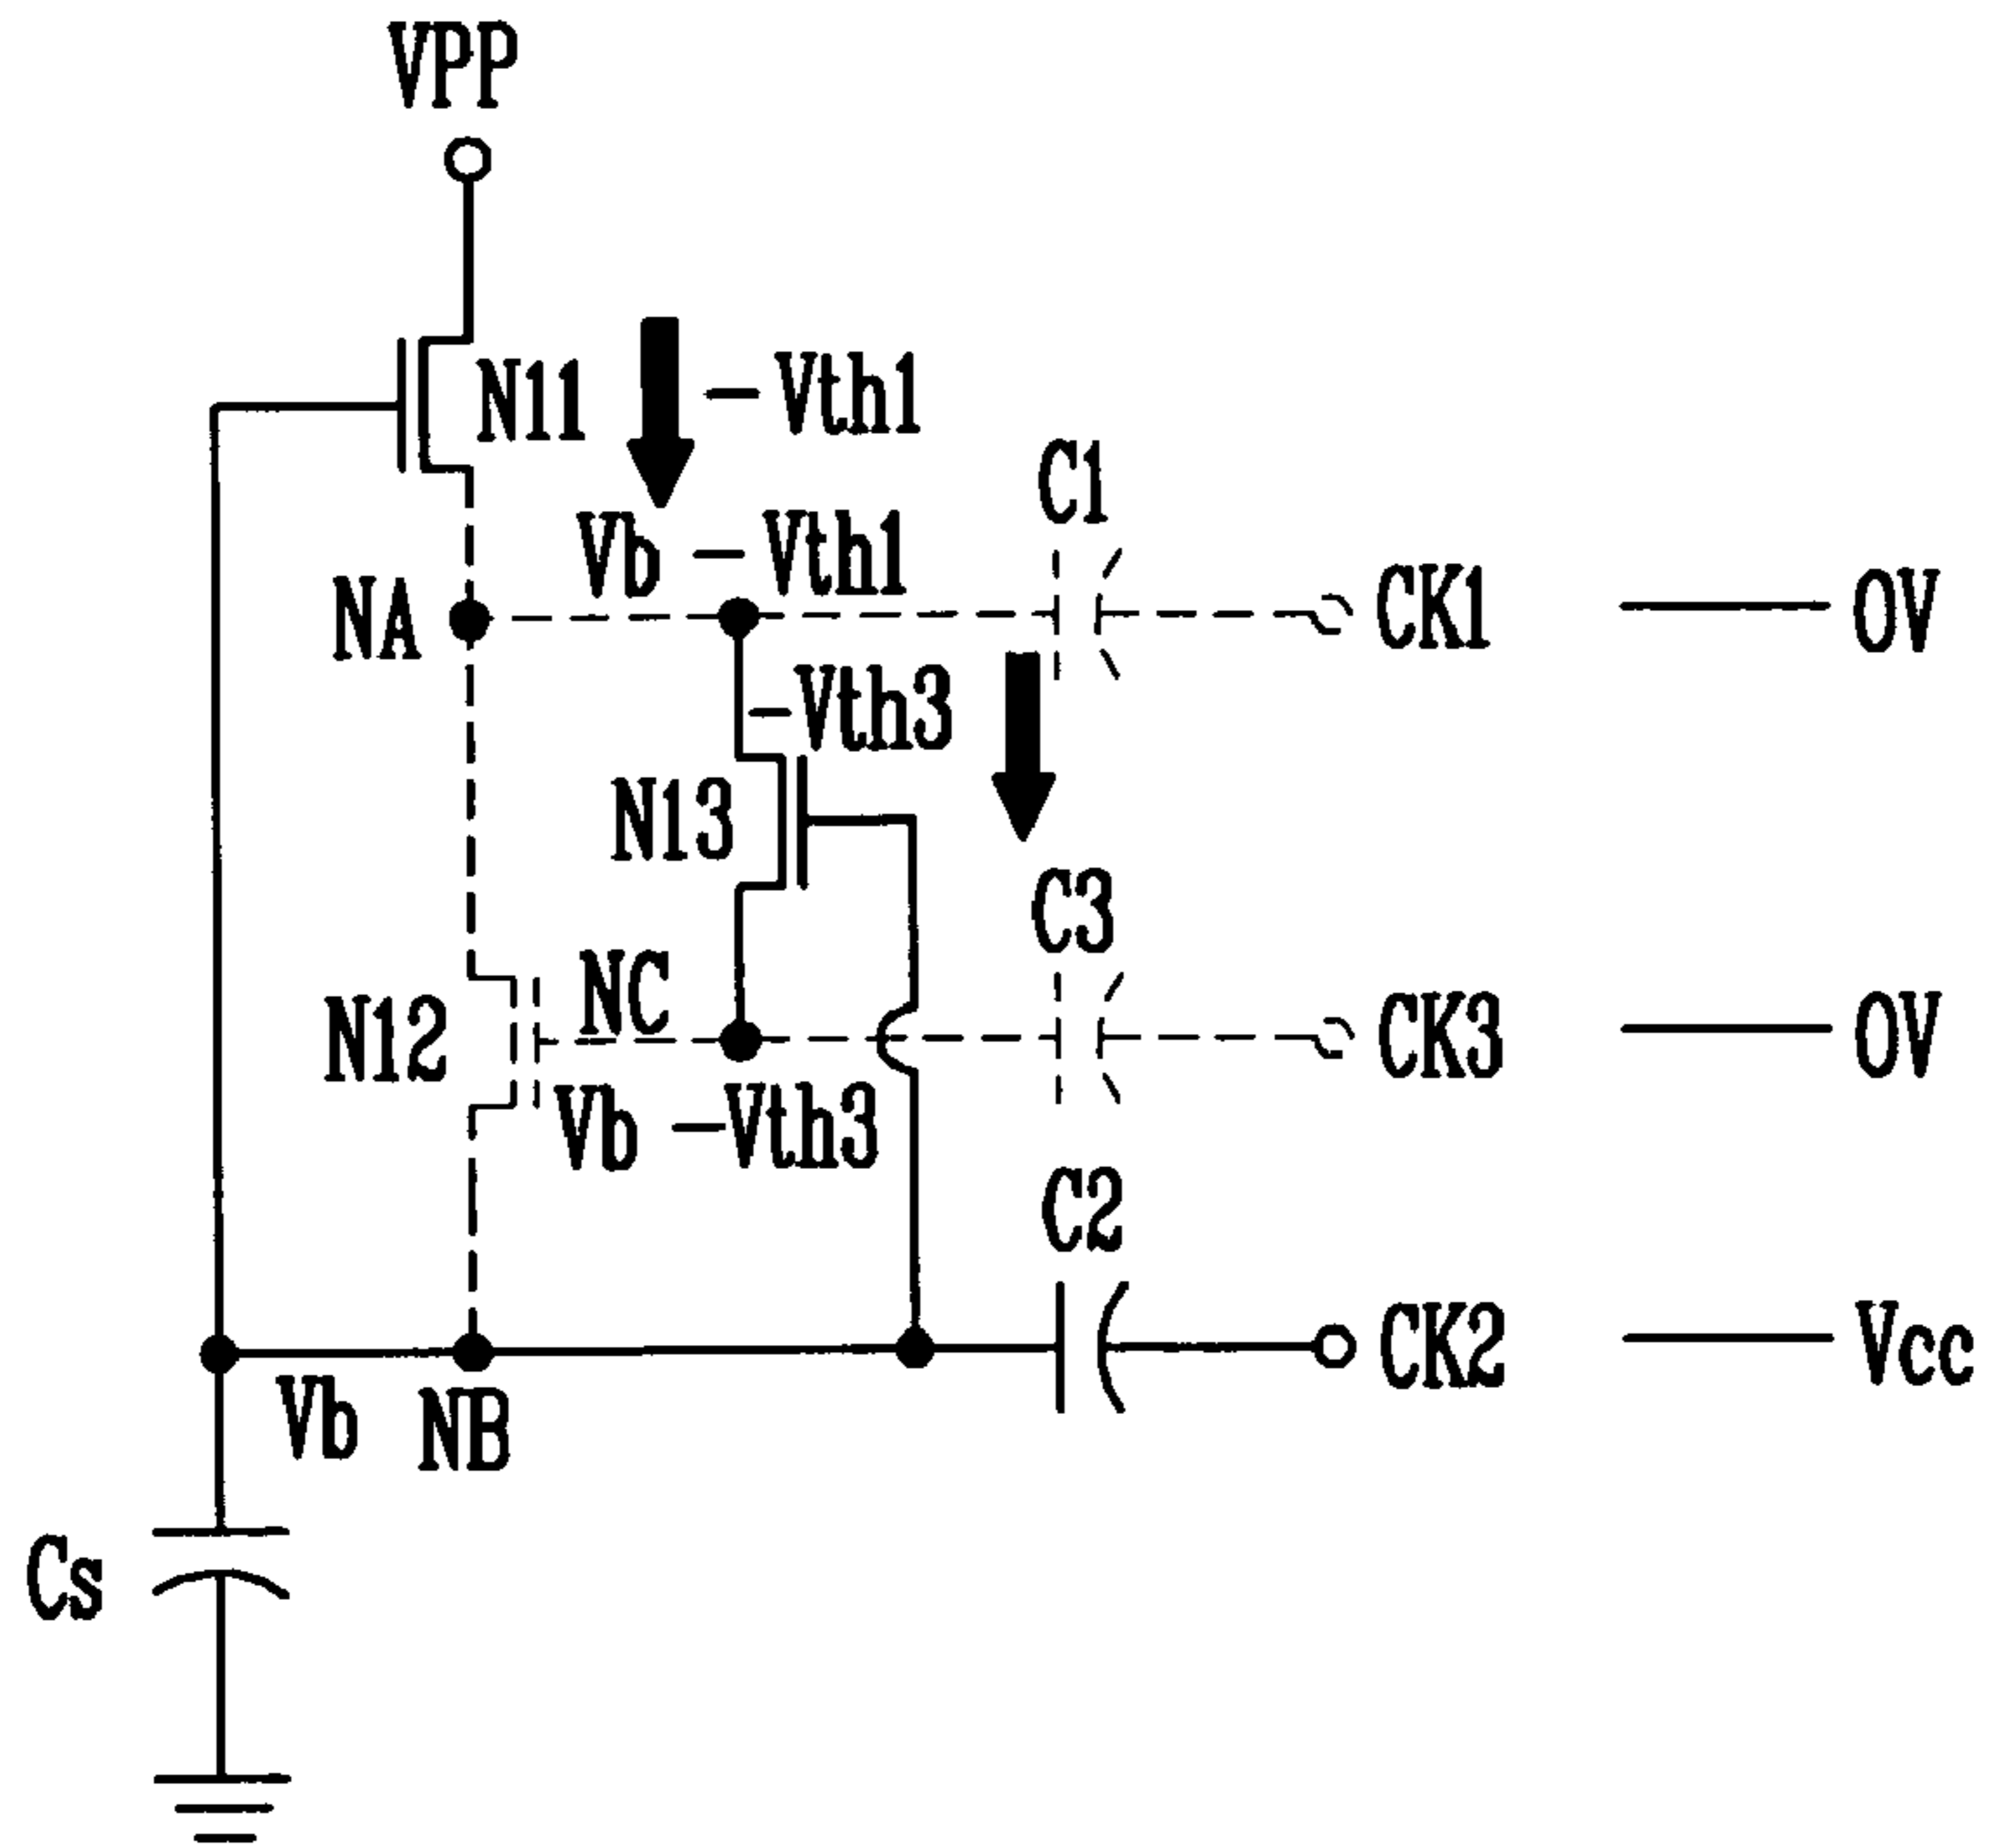 VPP
N11
- Vth1
C1
Vb - Vth1
NA
CK1
0V
-Vth3
N13
C3
NC
N12
CK3
0V
Vb -Vth3
C2
CK2
Vcc
Vb
NB
Cs